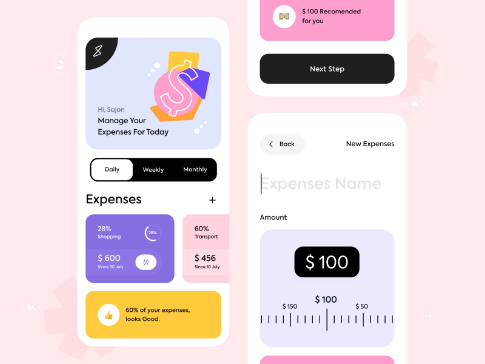 Hi, Sajon
Manage Your
Expenses For Today
Daily
Weekly
Monthly
Expenses
+
28%
Shopping
28%
$ 600
Since 10 July
60%
Transport
$ 456
Since 10 July
60% of your expenses,
looks Good.
$ 100 Recomended
for you
Next Step
Back
New Expenses
Expenses Name
Amount
$ 100
$ 150
$ 100
$ 50